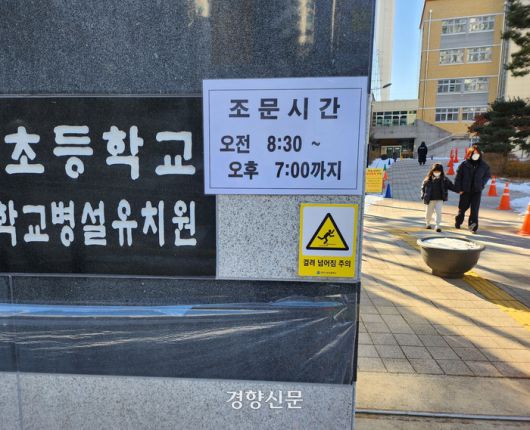 조문시간
오전 8:30 ~
오후 7:00까지
초등학교
학교병설유치원
걸려 넘어짐 주의
경향신문